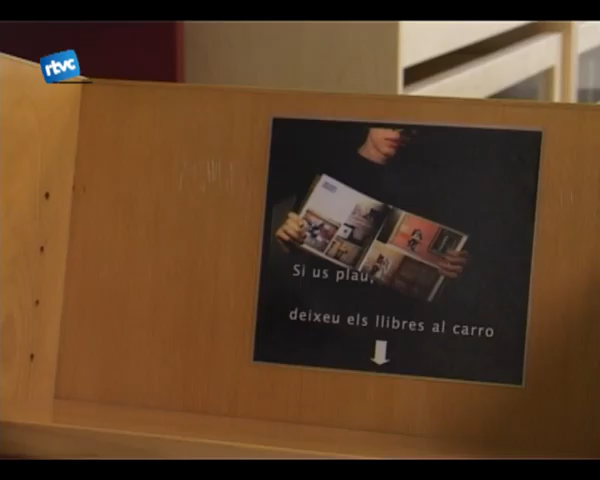 rtvc
Si us plau,
deixeu els llibres al carro